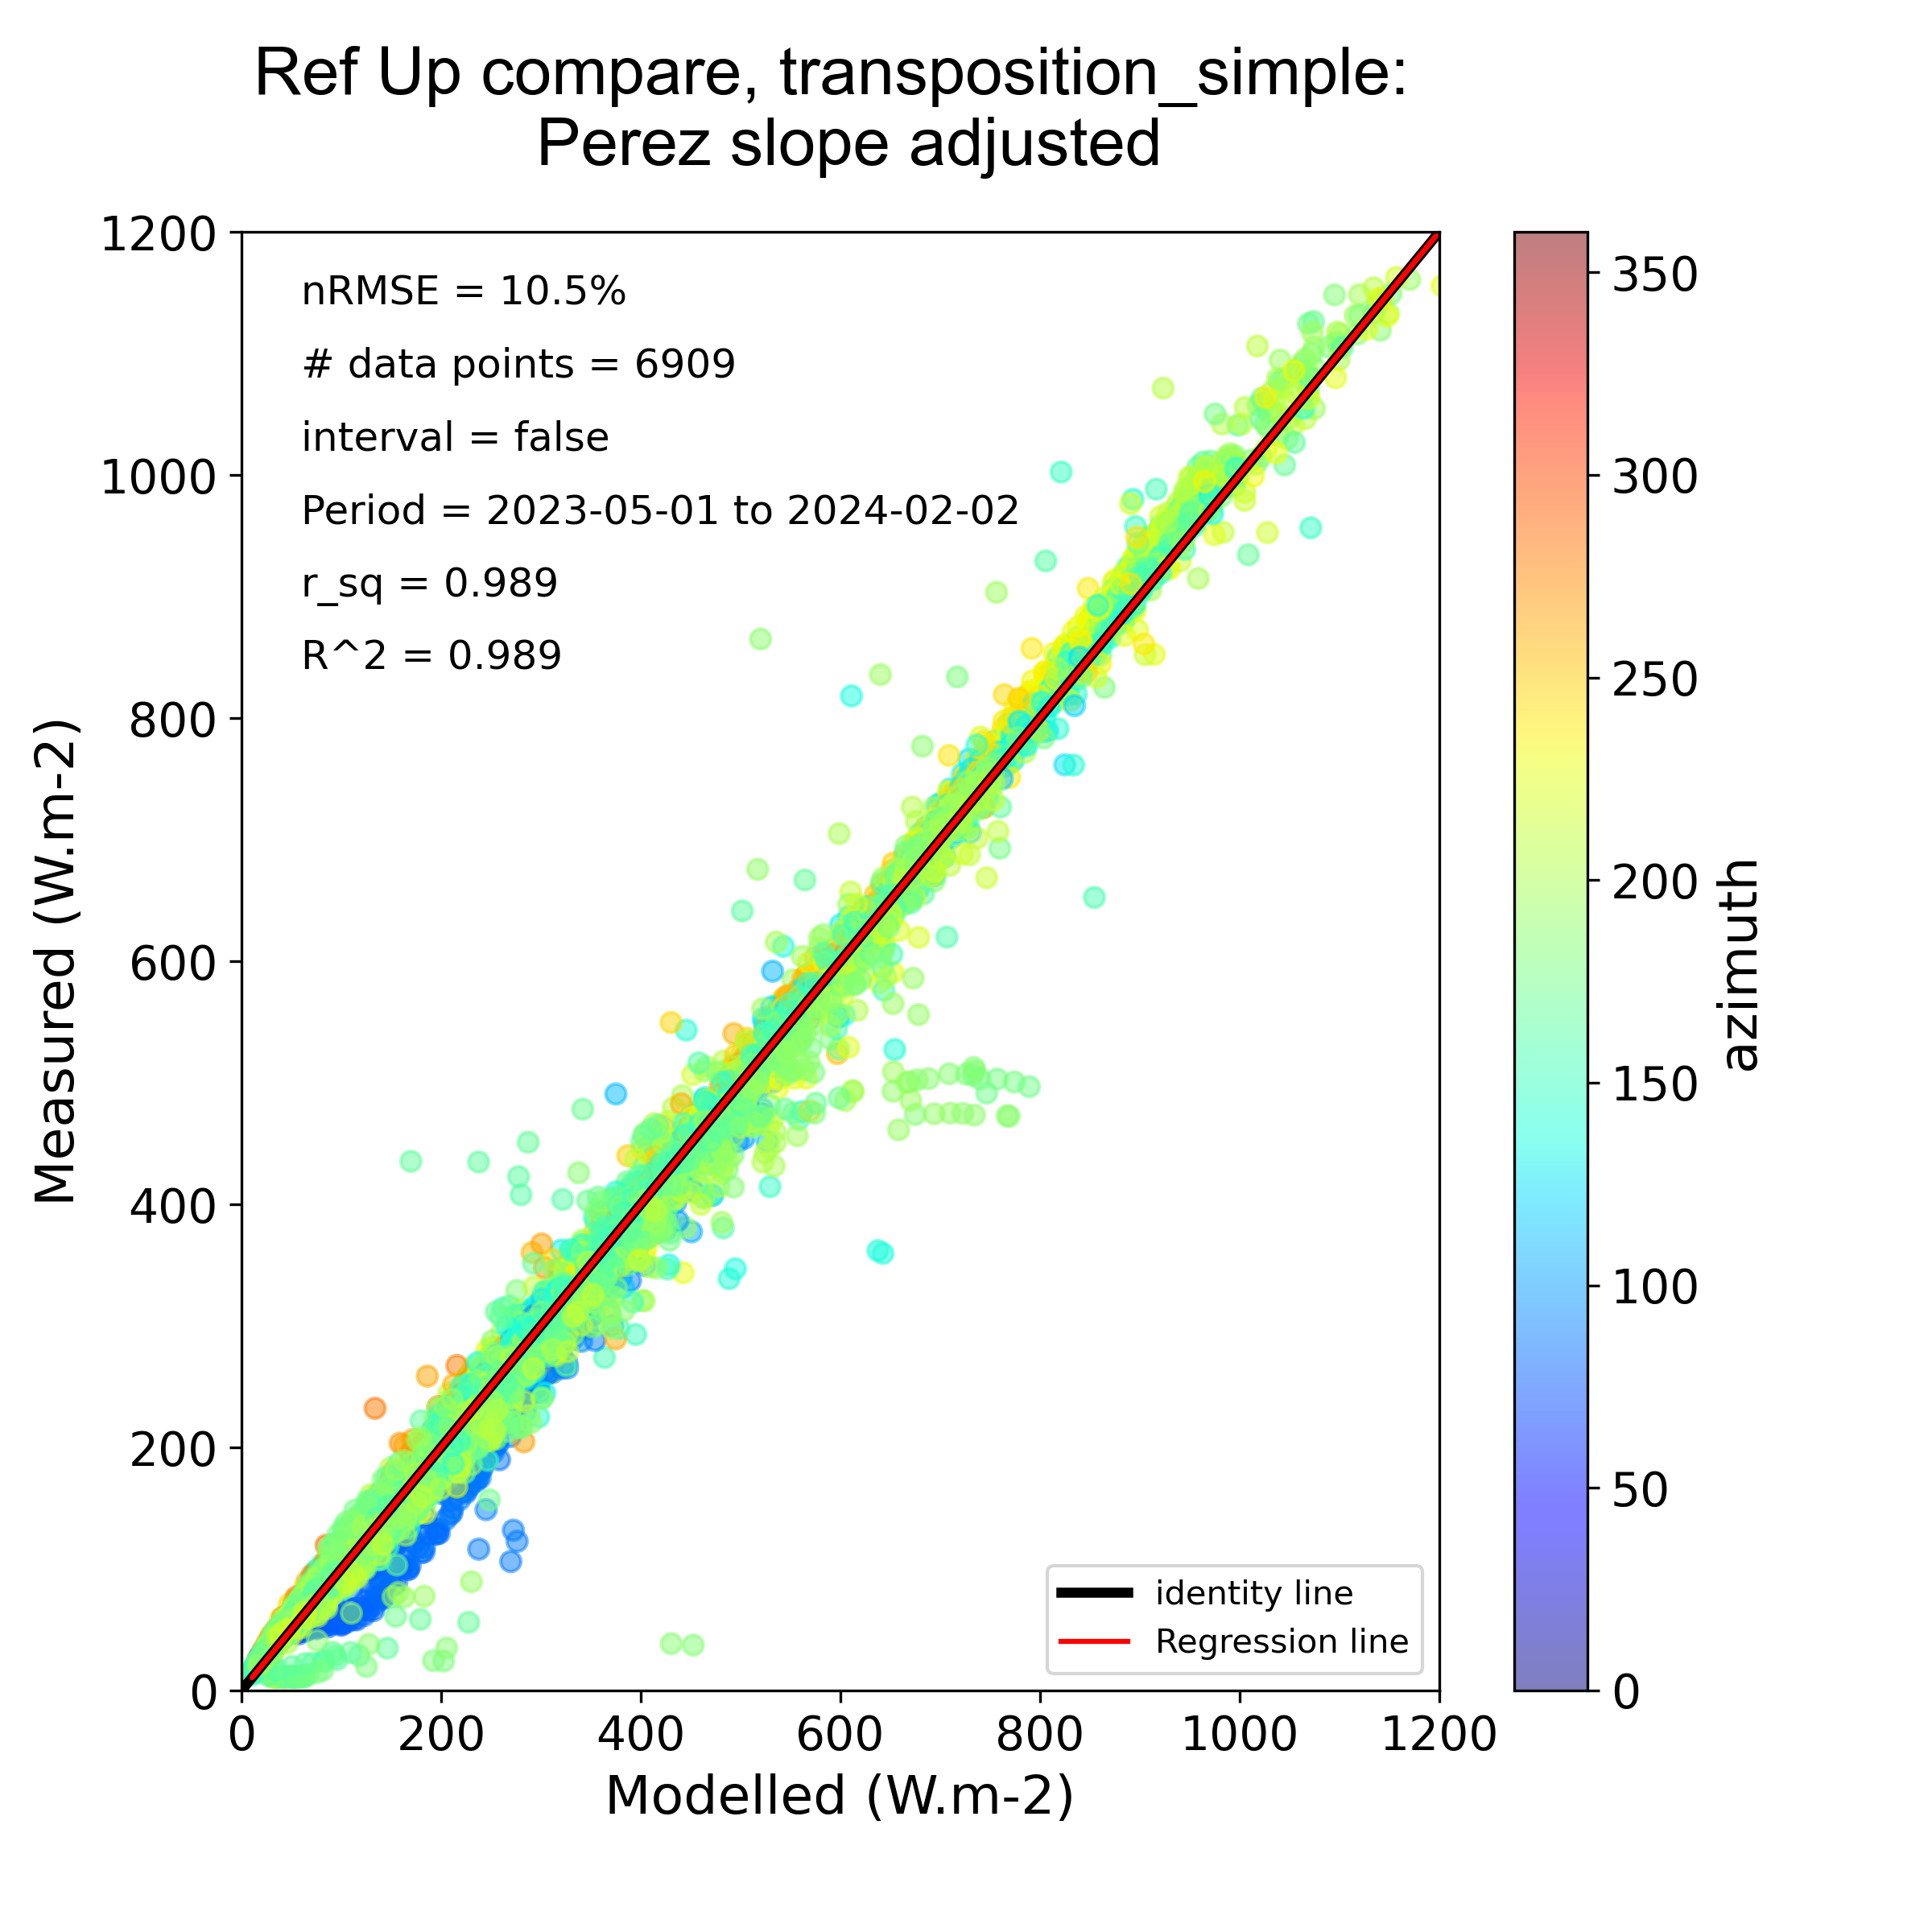 Ref Up compare, transposition_simple:
Perez slope adjusted
nRMSE = 10.5%
# data points = 6909
interval = false
Period = 2023-05-01 to 2024-02-02
r_sq = 0.989
R^2 = 0.989
1200
1000
800
600
400
200
0
Measured (W.m-2)
0 200 400 600 800 1000 1200
Modelled (W.m-2)
identity line
Regression line
350
300
250
200
150
100
50
0
azimuth